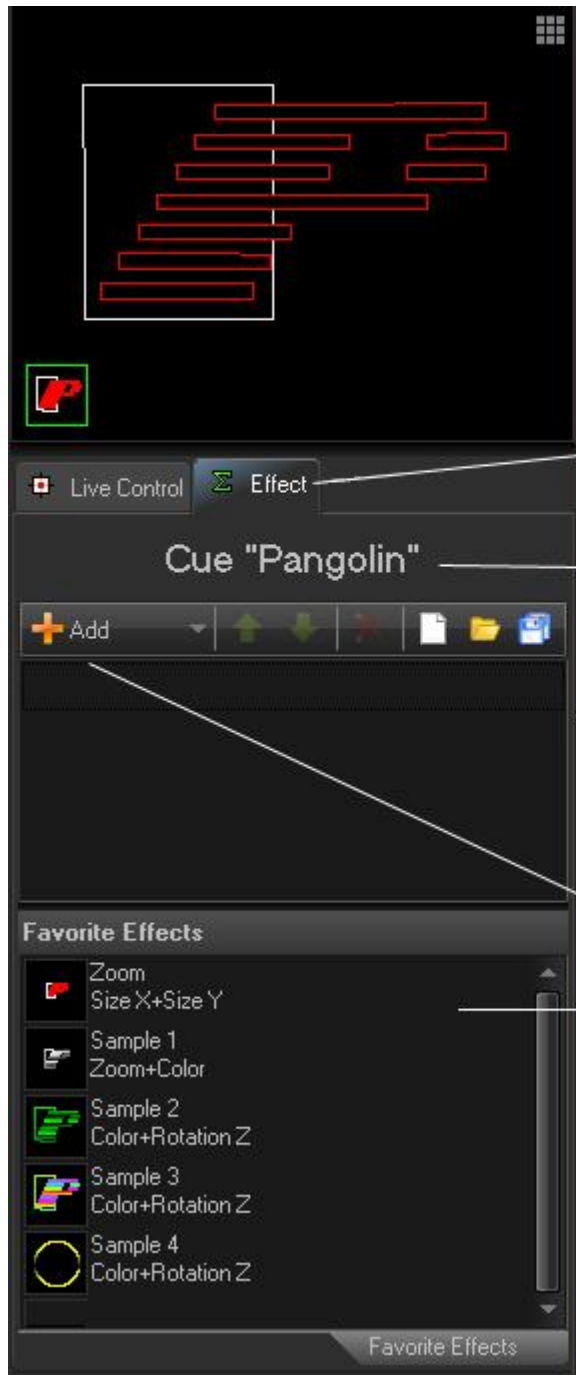 Live Control
Effect
Cue "Pangolin"
Add
Favorite Effects
Zoom
Size X+Size Y
Sample 1
Zoom+Color
Sample 2
Color+Rotation Z
Sample 3
Color+Rotation Z
Sample 4
Color+Rotation Z
Favorite Effects